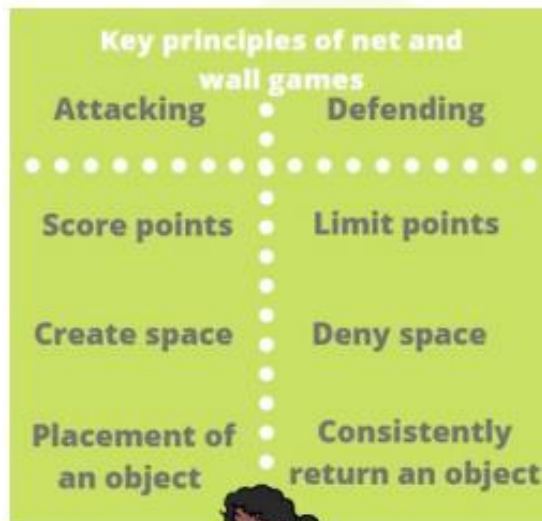 Key principles of net and
wall games
Attacking
Defending
Score points
Limit points
Create space
Deny space
Placement of
an object
Consistently
return an object